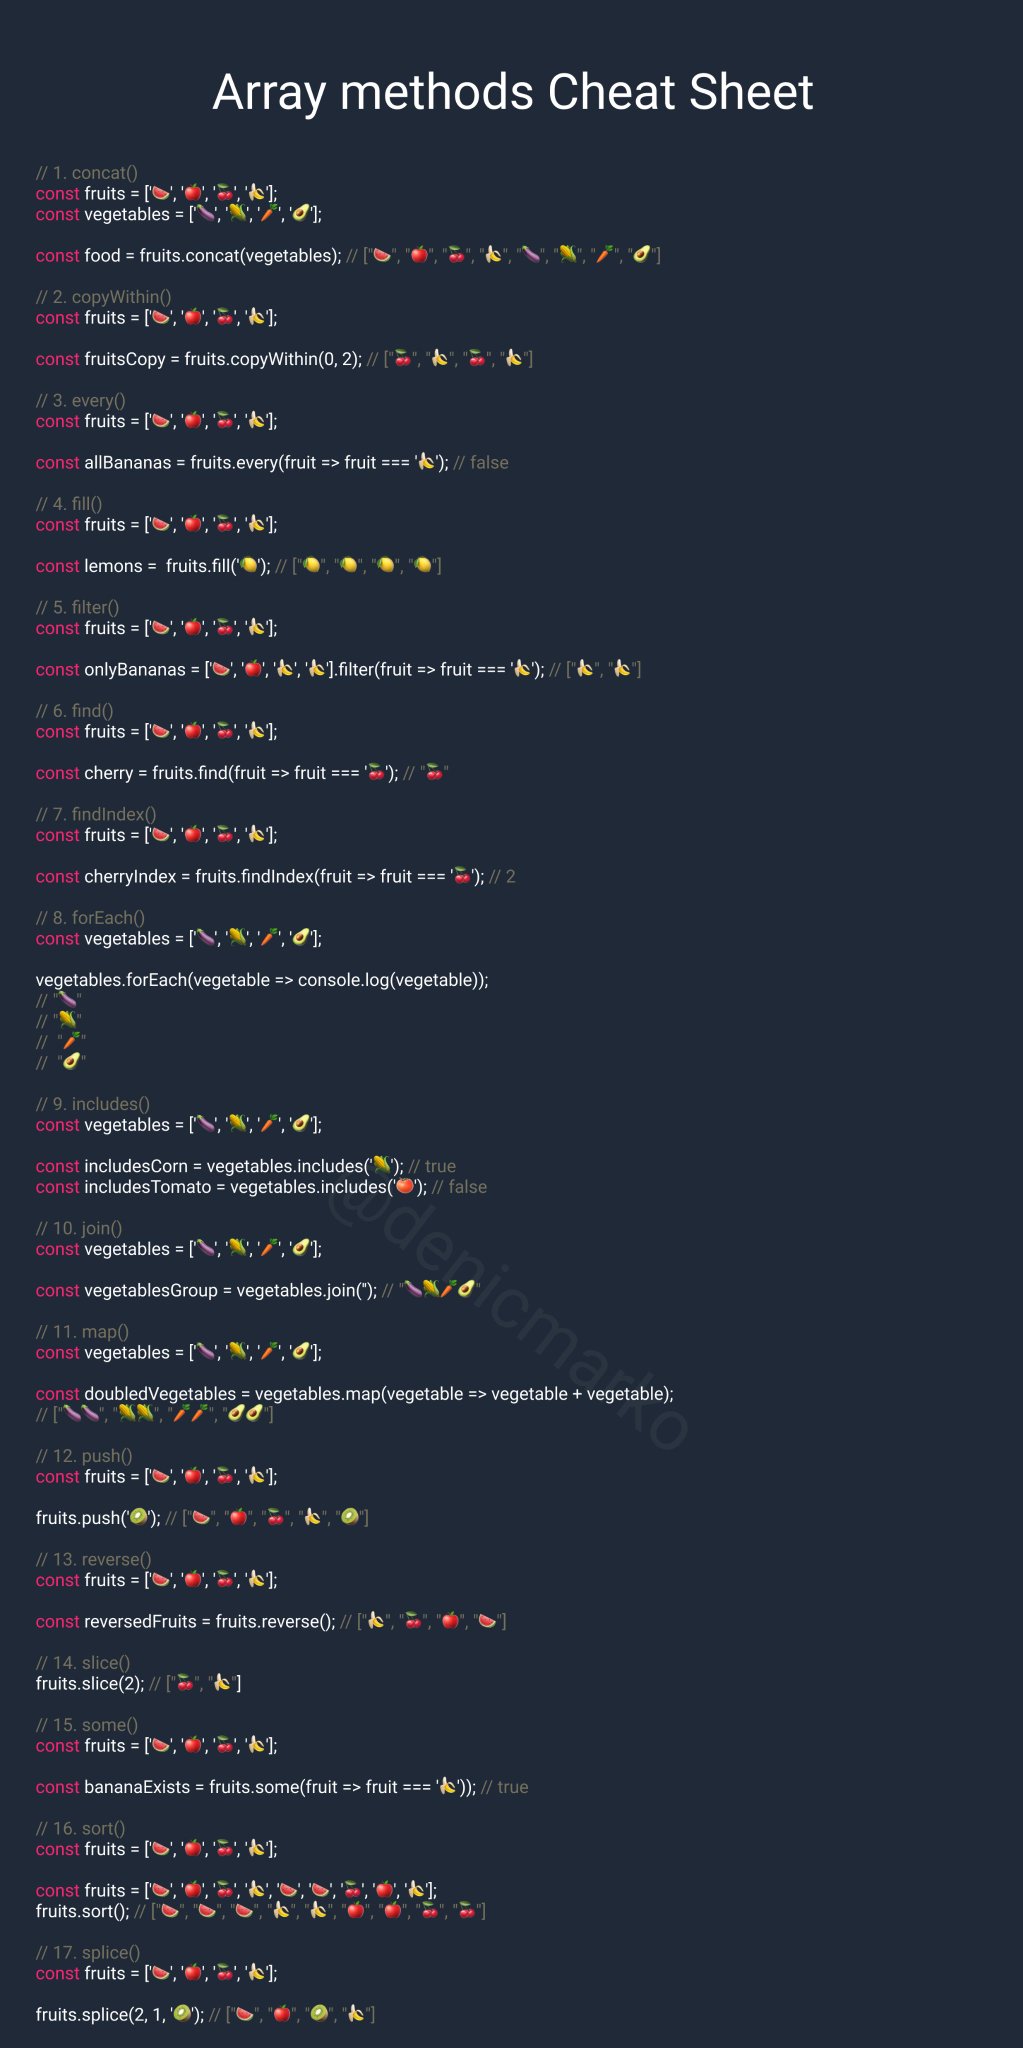 Array methods Cheat Sheet
// 1. concat()
const fruits = ['🍉', '🍎', '🍒', '🍌'];
const vegetables = ['🍆', '🌽', '🥕', '🥑'];
const food = fruits.concat(vegetables); // ["🍉", "🍎", "🍒", "🍌", "🍆", "🌽", "🥕", "🥑"]
// 2. copyWithin()
const fruits = ['🍉', '🍎', '🍒', '🍌'];
const fruitsCopy = fruits.copyWithin(0, 2); // ["🍒", "🍌", "🍒", "🍌"]
// 3. every()
const fruits = ['🍉', '🍎', '🍒', '🍌'];
const allBananas = fruits.every(fruit => fruit === '🍌'); // false
// 4. fill()
const fruits = ['🍉', '🍎', '🍒', '🍌'];
const lemons =  fruits.fill('🍋'); // ["🍋", "🍋", "🍋", "🍋"]
// 5. filter()
const fruits = ['🍉', '🍎', '🍒', '🍌'];
const onlyBananas = ['🍉', '🍎', '🍌', '🍌'].filter(fruit => fruit === '🍌'); // ["🍌", "🍌"]
// 6. find()
const fruits = ['🍉', '🍎', '🍒', '🍌'];
const cherry = fruits.find(fruit => fruit === '🍒'); // "🍒"
// 7. findIndex()
const fruits = ['🍉', '🍎', '🍒', '🍌'];
const cherryIndex = fruits.findIndex(fruit => fruit === '🍒'); // 2
// 8. forEach()
const vegetables = ['🍆', '🌽', '🥕', '🥑'];
vegetables.forEach(vegetable => console.log(vegetable));
// "🍆"
// "🌽"
//  "🥕"
//  "🥑"
// 9. includes()
const vegetables = ['🍆', '🌽', '🥕', '🥑'];
const includesCorn = vegetables.includes('🌽'); // true
const includesTomato = vegetables.includes('🍅'); // false
@denicmarko
// 10. join()
const vegetables = ['🍆', '🌽', '🥕', '🥑'];
const vegetablesGroup = vegetables.join(''); // "🍆🌽🥕🥑"
// 11. map()
const vegetables = ['🍆', '🌽', '🥕', '🥑'];
const doubledVegetables = vegetables.map(vegetable => vegetable + vegetable);
// ["🍆🍆", "🌽🌽", "🥕🥕", "🥑🥑"]
// 12. push()
const fruits = ['🍉', '🍎', '🍒', '🍌'];
fruits.push('🥝'); // ["🍉", "🍎", "🍒", "🍌", "🥝"]
// 13. reverse()
const fruits = ['🍉', '🍎', '🍒', '🍌'];
const reversedFruits = fruits.reverse(); // ["🍌", "🍒", "🍎", "🍉"]
// 14. slice()
fruits.slice(2); // ["🍒", "🍌"]
// 15. some()
const fruits = ['🍉', '🍎', '🍒', '🍌'];
const bananaExists = fruits.some(fruit => fruit === '🍌')); // true
// 16. sort()
const fruits = ['🍉', '🍎', '🍒', '🍌'];
const fruits = ['🍉', '🍎', '🍒', '🍌', '🍉', '🍉', '🍒', '🍎', '🍌'];
fruits.sort(); // ["🍉", "🍉", "🍉", "🍌", "🍌", "🍎", "🍎", "🍒", "🍒"]
// 17. splice()
const fruits = ['🍉', '🍎', '🍒', '🍌'];
fruits.splice(2, 1, '🥝'); // ["🍉", "🍎", "🥝", "🍌"]